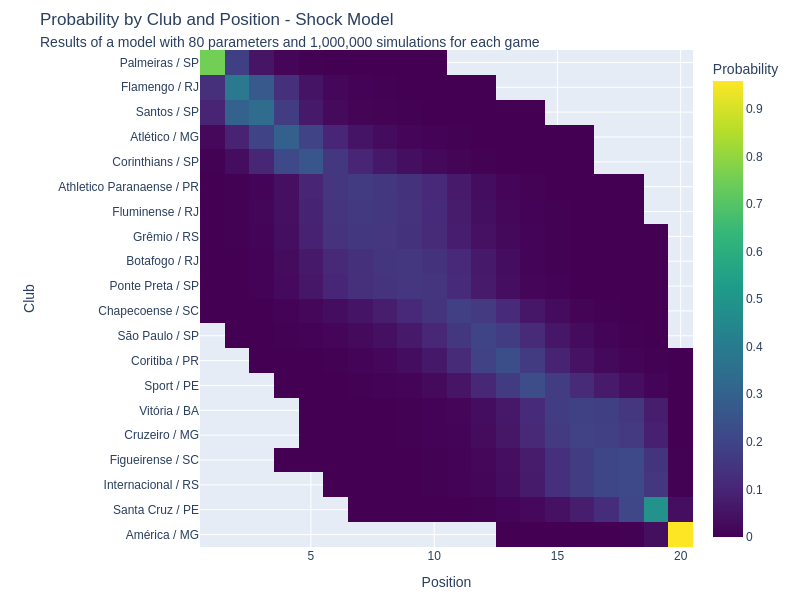 Probability by Club and Position - Shock Model
Results of a model with 80 parameters and 1,000,000 simulations for each game
Palmeiras / SP
Flamengo / RJ
Santos / SP
Atlético / MG
Corinthians / SP
Athletico Paranaense / PR
Fluminense / RJ
Grêmio / RS
Botafogo / RJ
Ponte Preta / SP
Chapecoense / SC
São Paulo / SP
Coritiba / PR
Sport / PE
Vitória / BA
Cruzeiro / MG
Figueirense / SC
Internacional / RS
Santa Cruz / PE
América / MG
Club
5
10
15
20
Position
Probability
0.9
0.8
0.7
0.6
0.5
0.4
0.3
0.2
0.1
0